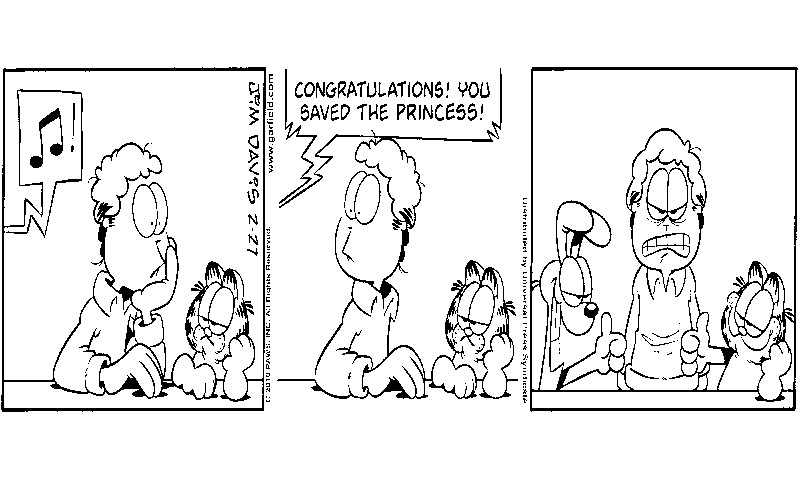 JIM DAVIS 2-27
www.garfield.com
© 2010 PAWS, INC. All Rights Reserved.
CONGRATULATIONS! YOU
SAVED THE PRINCESS!
Distributed by Universal Press Syndicate